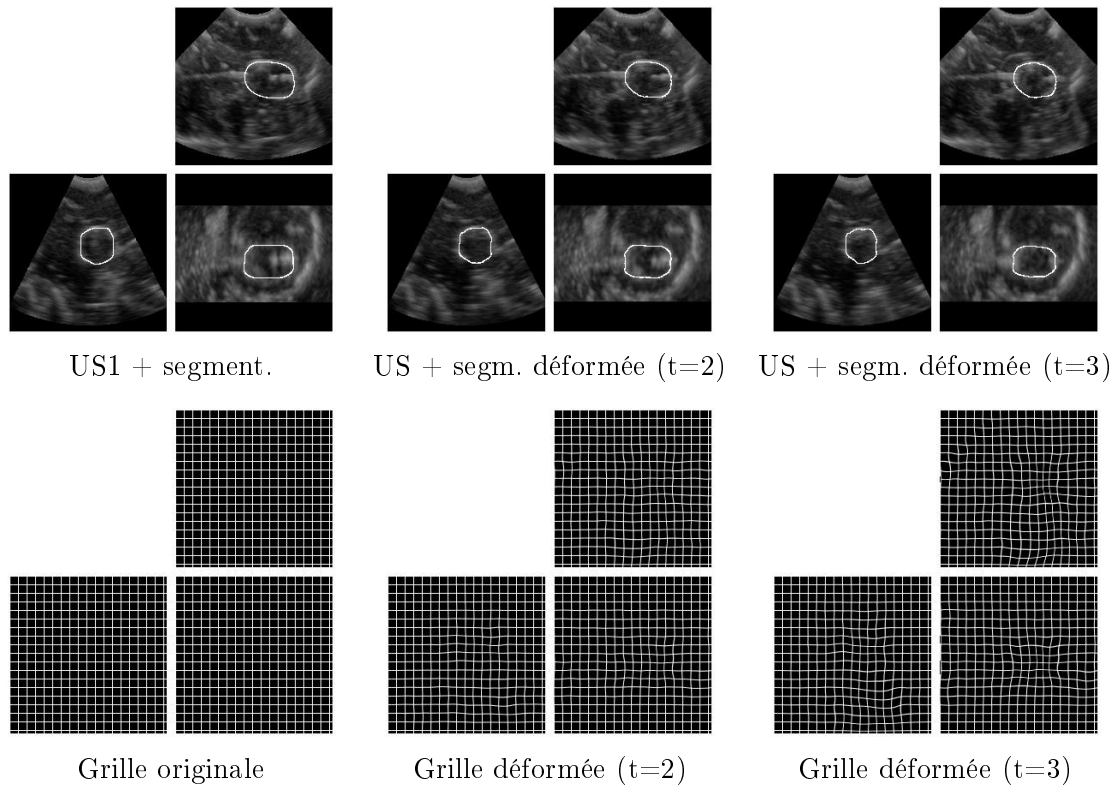 US1 + segment.
US + segm. déformée (t=2)
US + segm. déformée (t=3)
Grille originale
Grille déformée (t=2)
Grille déformée (t=3)